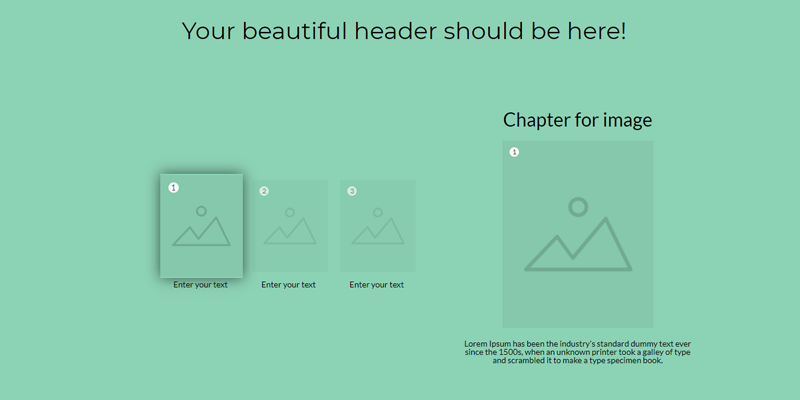 Your beautiful header should be here!
Chapter for image
1
2
3
Enter your text
Enter your text
Enter your text
1
Lorem Ipsum has been the industry's standard dummy text ever
since the 1500s, when an unknown printer took a galley of type
and scrambled it to make a type specimen book.